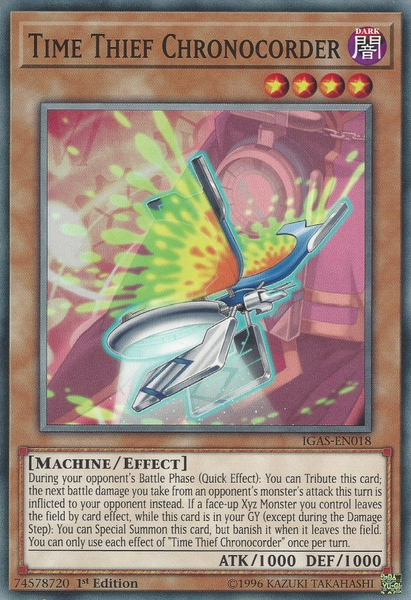 TIME THIEF CHRONOCORDER
DARK
闇
IGAS-EN018
[MACHINE/EFFECT]
During your opponent's Battle Phase (Quick Effect): You can Tribute this card;
the next battle damage you take from an opponent's monster's attack this turn is
inflicted to your opponent instead. If a face-up Xyz Monster you control leaves
the field by card effect, while this card is in your GY (except during the Damage
Step): You can Special Summon this card, but banish it when it leaves the field.
You can only use each effect of "Time Thief Chronocorder" once per turn.
ATK/1000 DEF/1000
74578720 1st Edition ©1996 KAZUKI TAKAHASHI